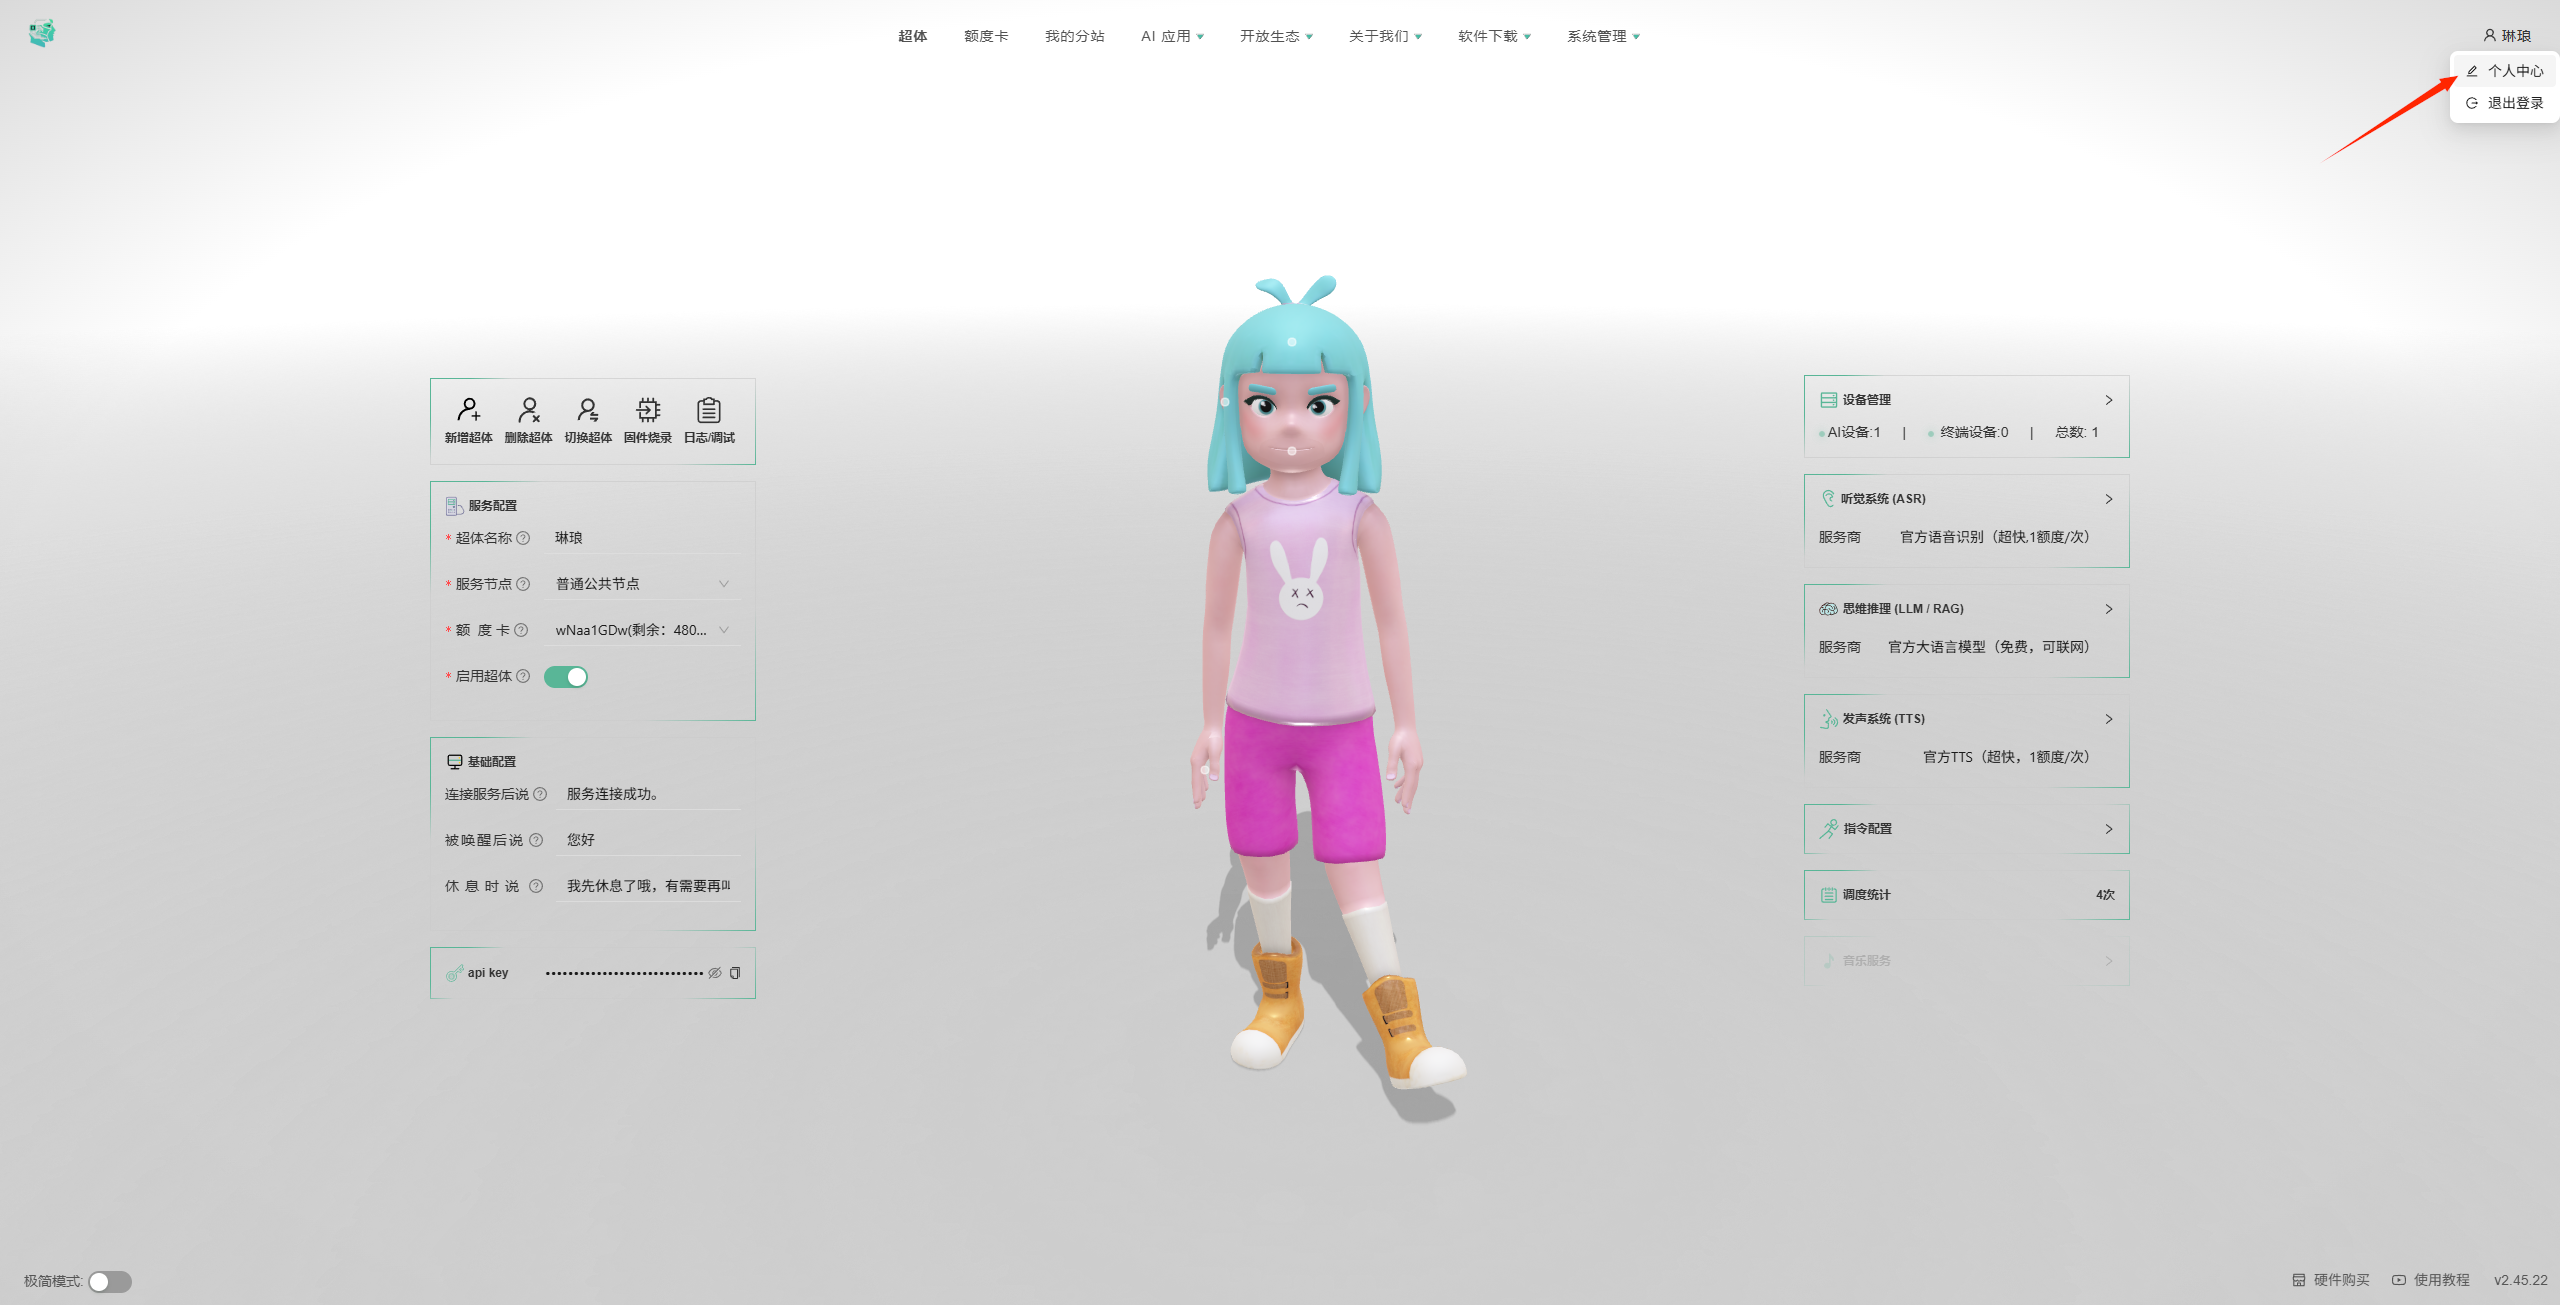 超体 额度卡 我的分站 AI 应用 开放生态 关于我们 软件下载 系统管理
琳琅
个人中心
退出登录
新增超体 删除超体 切换超体 固件烧录 日志/调试
服务配置
* 超体名称 琳琅
* 服务节点 普通公共节点
* 额 度 卡 wNaa1GDw(剩余：480...
* 启用超体
基础配置
连接服务后说 服务连接成功。
被唤醒后说 您好
休 息 时 说 我先休息了哦，有需要再叫
api key
设备管理
AI设备:1 | 终端设备:0 | 总数: 1
听觉系统 (ASR)
服务商 官方语音识别（超快,1额度/次）
思维推理 (LLM / RAG)
服务商 官方大语言模型（免费，可联网）
发声系统 (TTS)
服务商 官方TTS（超快，1额度/次）
指令配置
调度统计 4次
音乐服务
极简模式:
硬件购买 使用教程 v2.45.22